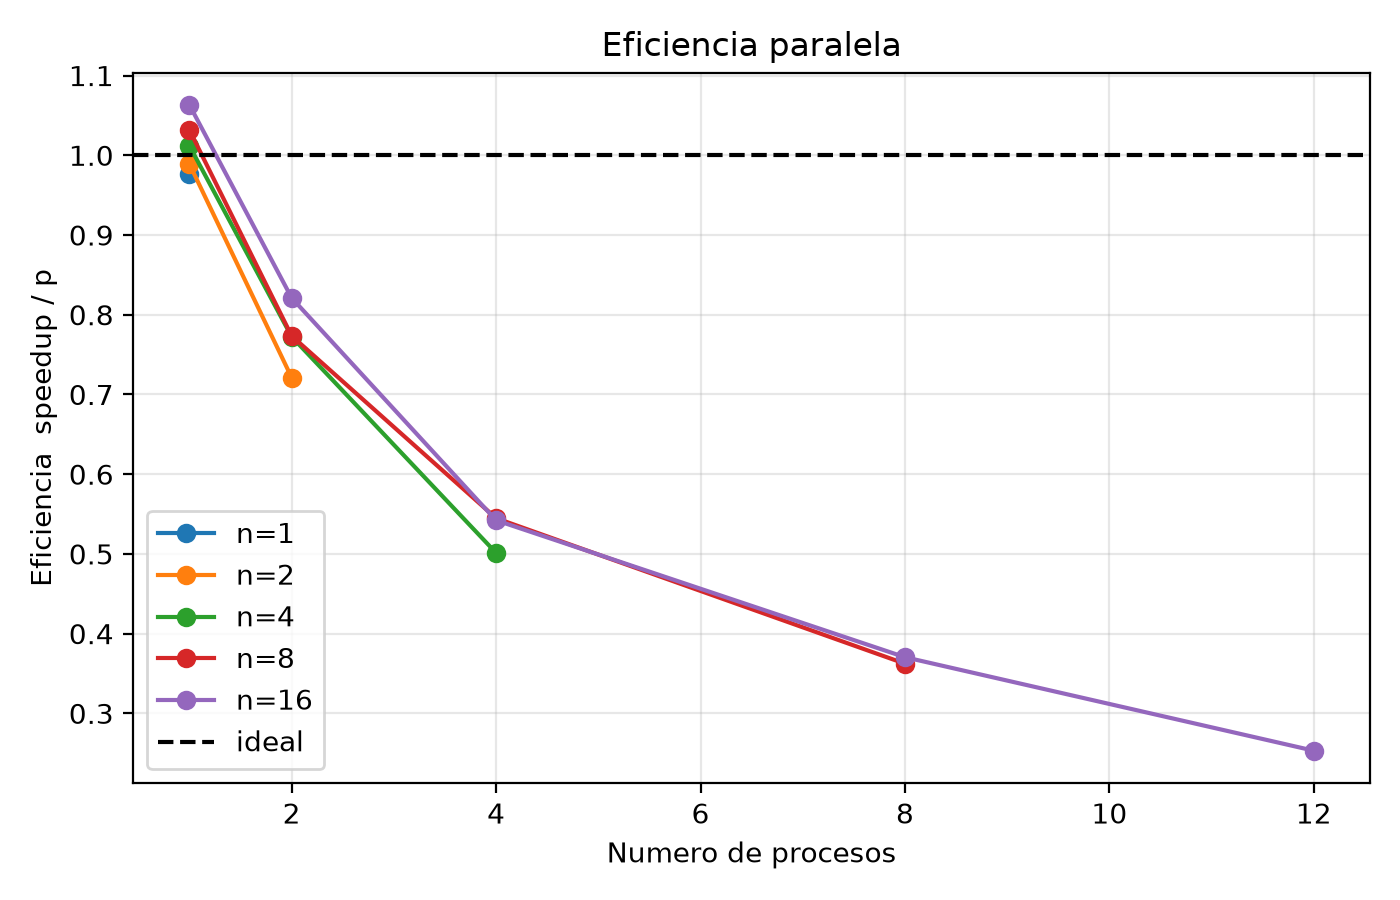 Eficiencia paralela
Eficiencia  speedup / p
1.1
1.0
0.9
0.8
0.7
0.6
0.5
0.4
0.3
n=1
n=2
n=4
n=8
n=16
ideal
2 4 6 8 10 12
Numero de procesos